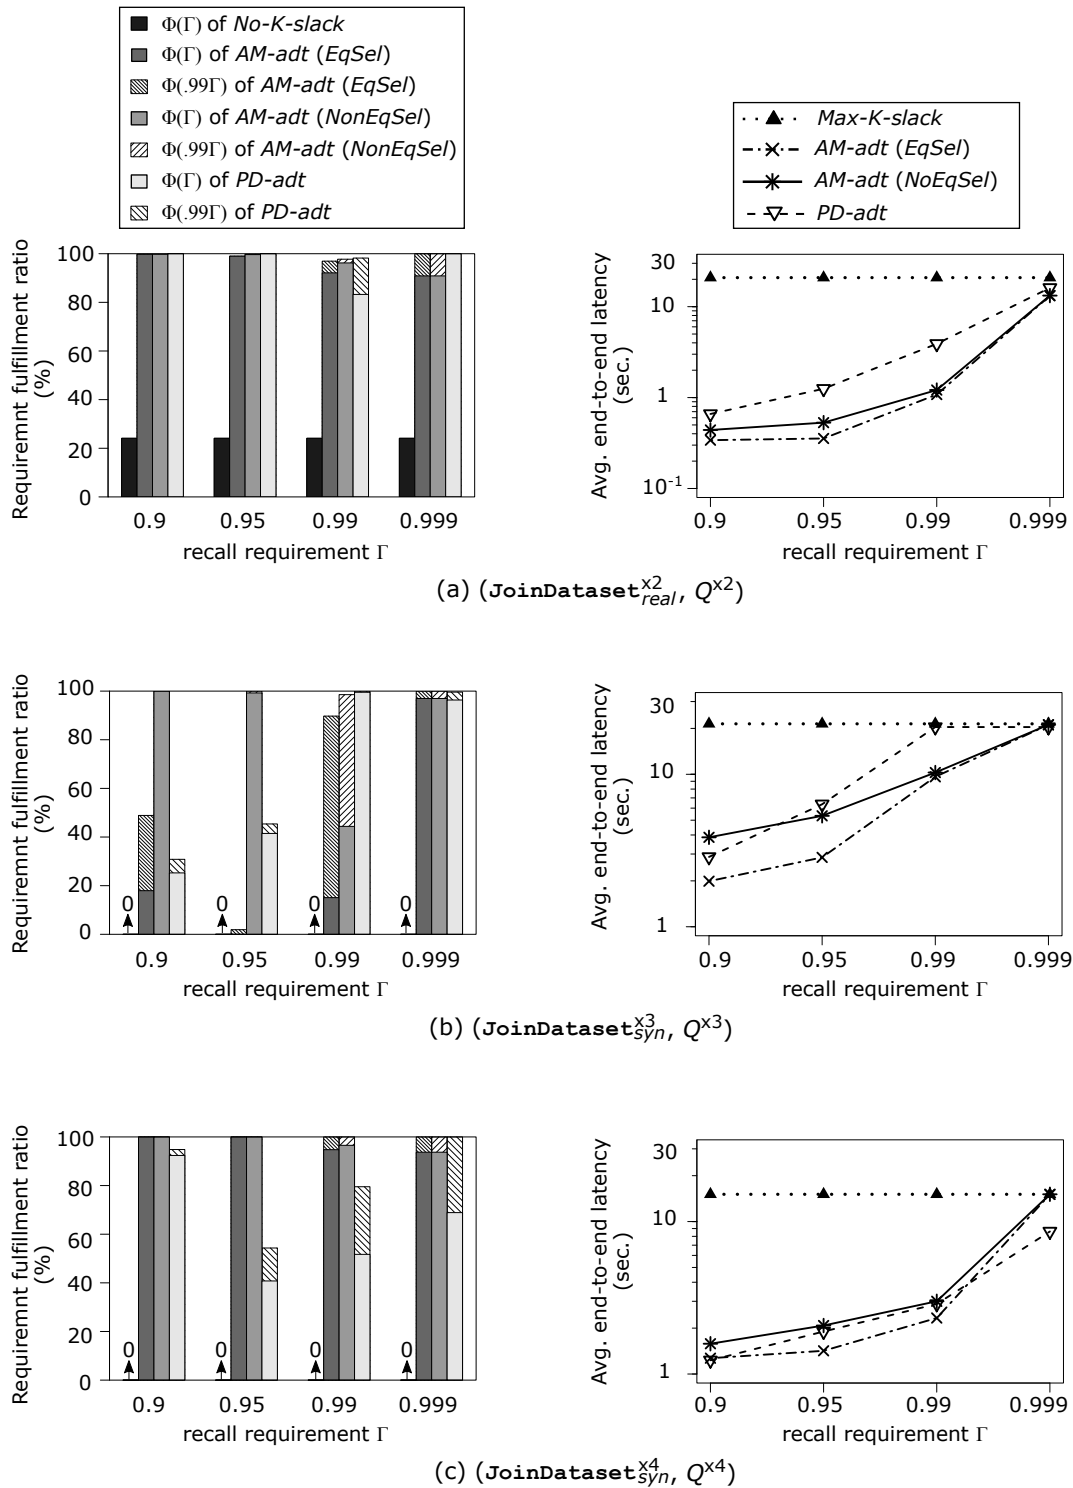 Φ(Γ) of No-K-slack
Φ(Γ) of AM-adt (EqSel)
Φ(.99Γ) of AM-adt (EqSel)
Φ(Γ) of AM-adt (NonEqSel)
Φ(.99Γ) of AM-adt (NonEqSel)
Φ(Γ) of PD-adt
Φ(.99Γ) of PD-adt
Max-K-slack
AM-adt (EqSel)
AM-adt (NoEqSel)
PD-adt
Requiremnt fulfillment ratio
(%)
100
80
60
40
20
0
0.9 0.95 0.99 0.999
recall requirement Γ
Avg. end-to-end latency
(sec.)
30
10
1
10⁻¹
0.9 0.95 0.99 0.999
recall requirement Γ
(a) (JoinDataset^x2_real, Q^x2)
Requiremnt fulfillment ratio
(%)
100
80
60
40
20
0
0 0 0 0
0.9 0.95 0.99 0.999
recall requirement Γ
Avg. end-to-end latency
(sec.)
30
10
1
0.9 0.95 0.99 0.999
recall requirement Γ
(b) (JoinDataset^x3_syn, Q^x3)
Requiremnt fulfillment ratio
(%)
100
80
60
40
20
0
0 0 0 0
0.9 0.95 0.99 0.999
recall requirement Γ
Avg. end-to-end latency
(sec.)
30
10
1
0.9 0.95 0.99 0.999
recall requirement Γ
(c) (JoinDataset^x4_syn, Q^x4)